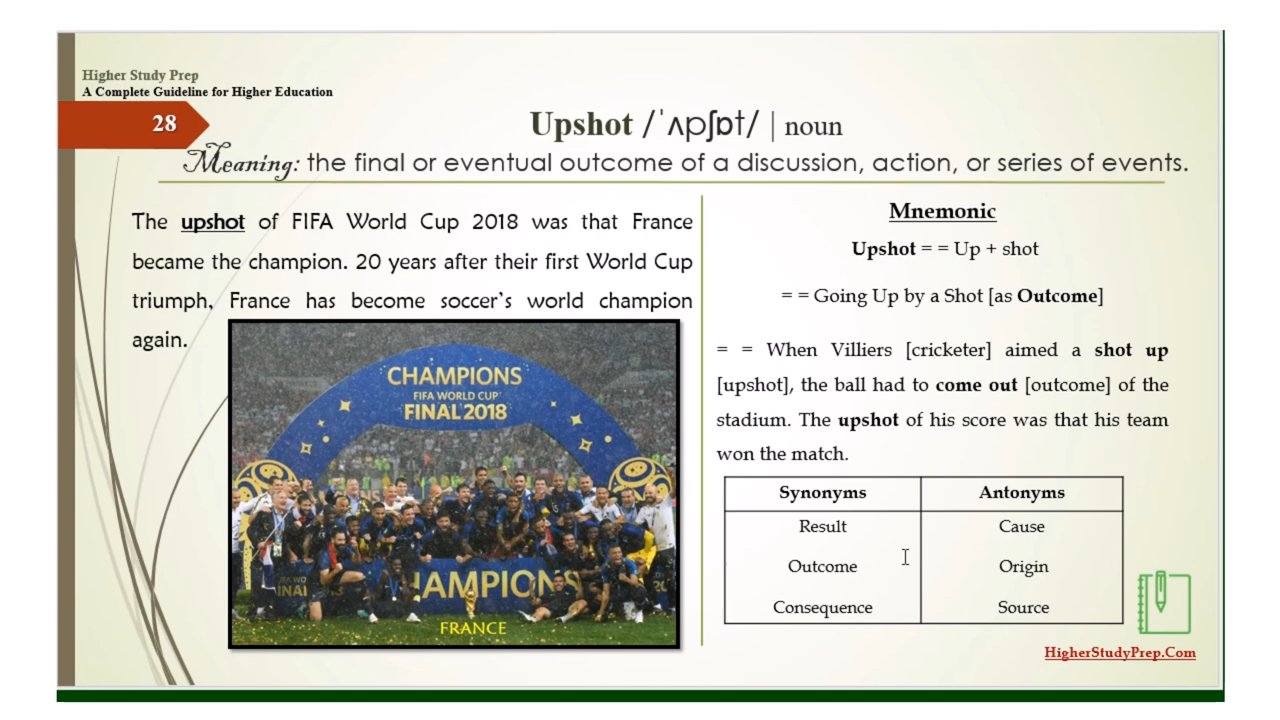 Higher Study Prep
A Complete Guideline for Higher Education
28
Upshot /ˈʌpʃɒt/ | noun
Meaning: the final or eventual outcome of a discussion, action, or series of events.
The upshot of FIFA World Cup 2018 was that France
became the champion. 20 years after their first World Cup
triumph, France has become soccer's world champion
again.
CHAMPIONS
FIFA WORLD CUP
FINAL 2018
AMPIONS
FRANCE
Mnemonic
Upshot = = Up + shot
= = Going Up by a Shot [as Outcome]
= = When Villiers [cricketer] aimed a shot up
[upshot], the ball had to come out [outcome] of the
stadium. The upshot of his score was that his team
won the match.
Synonyms Antonyms
Result Cause
Outcome Origin
Consequence Source
HigherStudyPrep.Com